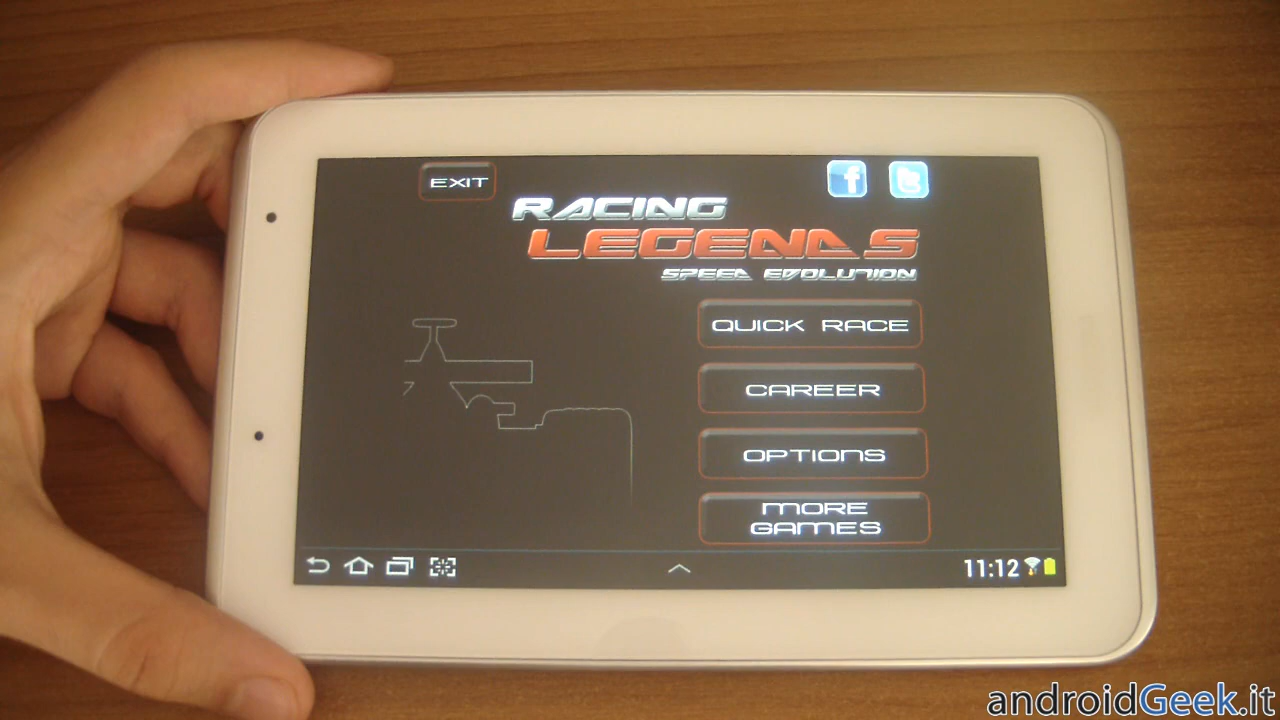 EXIT
RACING
LEGENDS
SPEED EVOLUTION
QUICK RACE
CAREER
OPTIONS
MORE
GAMES
11:12
androidGeek.it